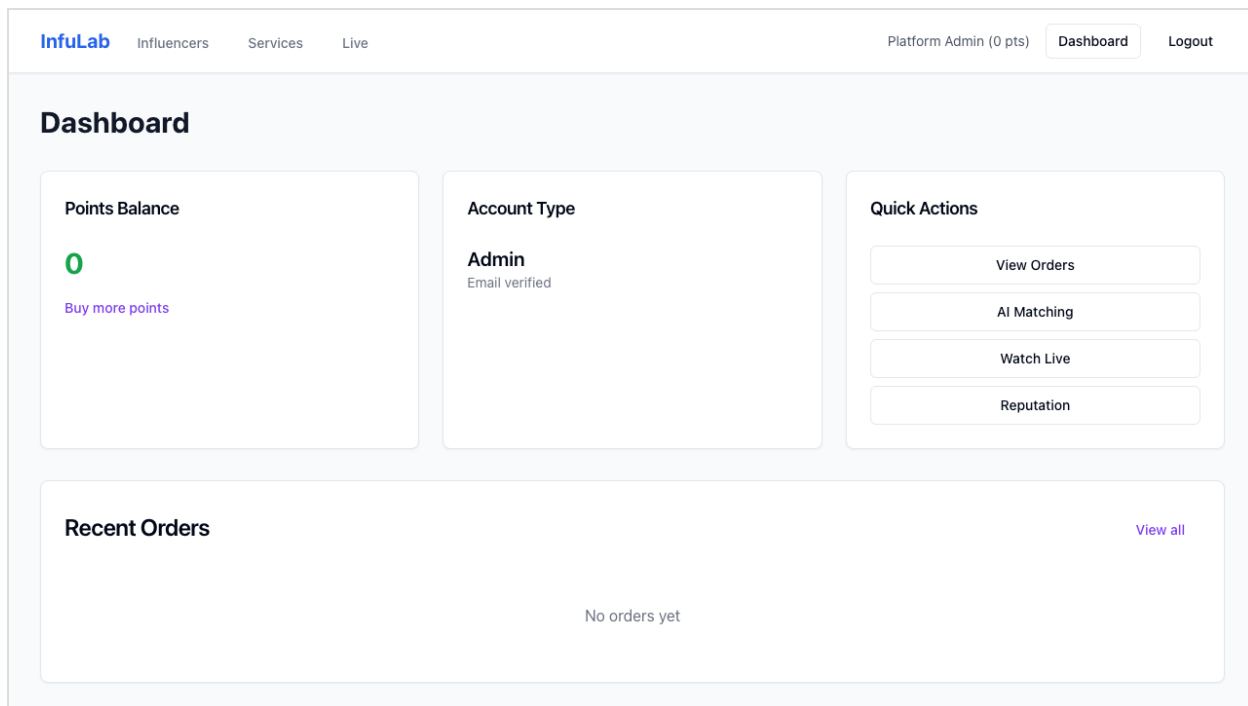 InfuLab Influencers Services Live Platform Admin (0 pts) Dashboard Logout
Dashboard
Points Balance
0
Buy more points
Account Type
Admin
Email verified
Quick Actions
View Orders
AI Matching
Watch Live
Reputation
Recent Orders View all
No orders yet